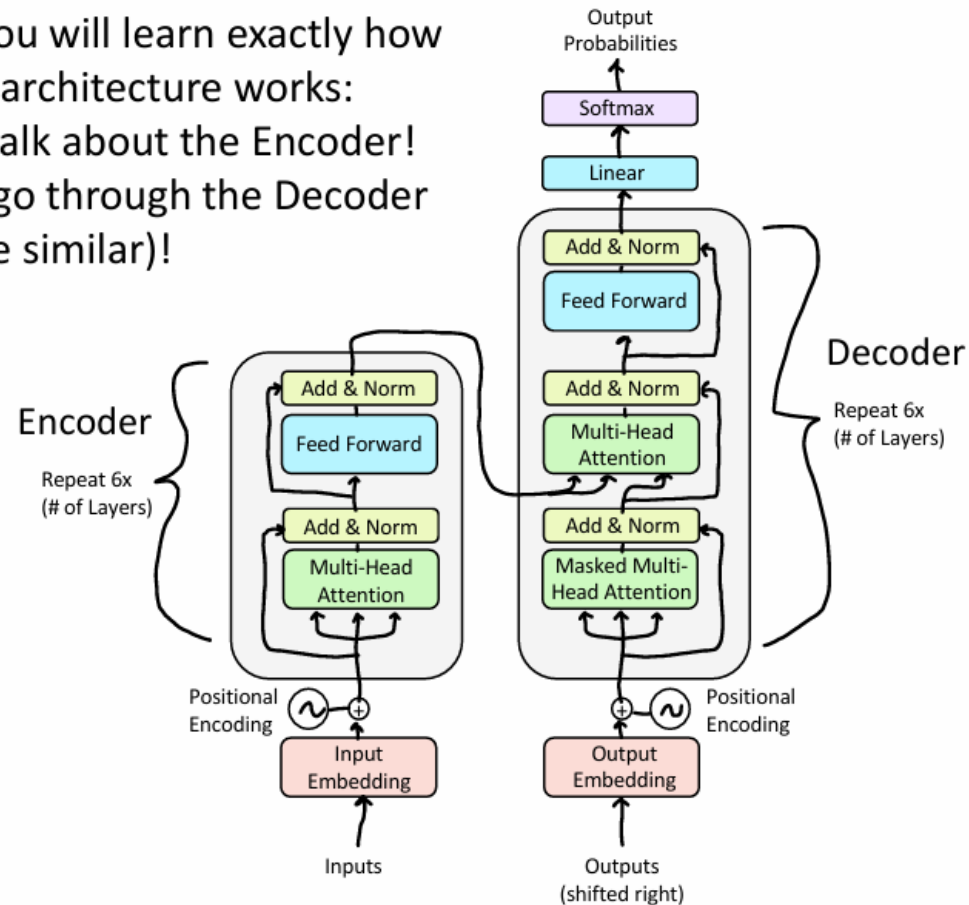 ou will learn exactly how
architecture works:
alk about the Encoder!
go through the Decoder
e similar)!
Output
Probabilities
Softmax
Linear
Add & Norm
Feed Forward
Add & Norm
Multi-Head
Attention
Add & Norm
Masked Multi-
Head Attention
Decoder
Repeat 6x
(# of Layers)
Encoder
Repeat 6x
(# of Layers)
Add & Norm
Feed Forward
Add & Norm
Multi-Head
Attention
Positional
Encoding
+
Input
Embedding
Inputs
+
Positional
Encoding
Output
Embedding
Outputs
(shifted right)